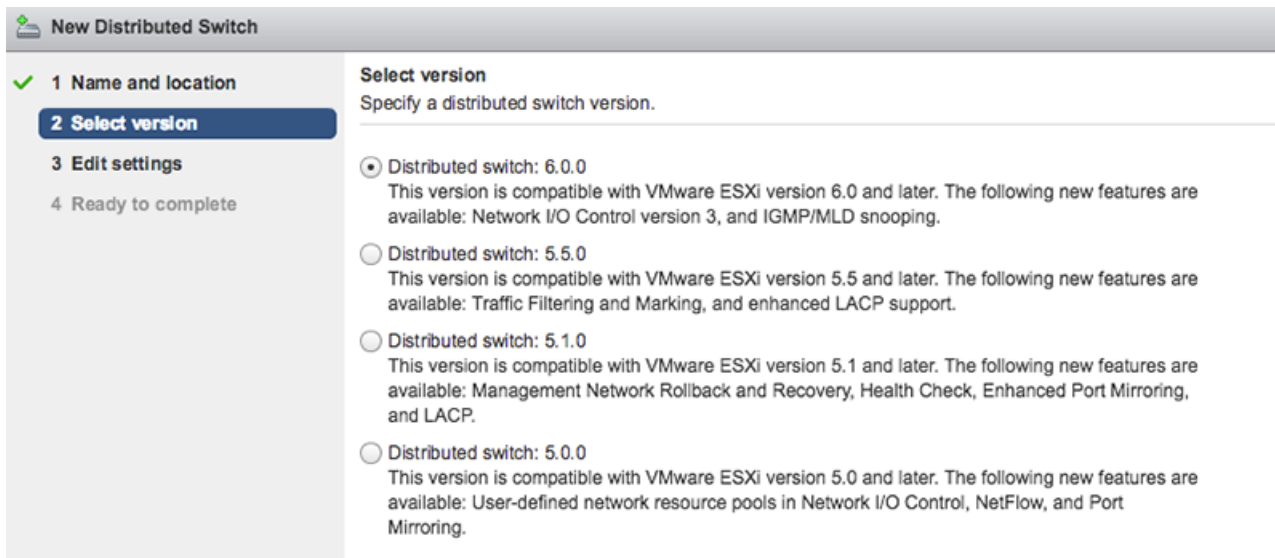 New Distributed Switch
1 Name and location
2 Select version
3 Edit settings
4 Ready to complete
Select version
Specify a distributed switch version.
Distributed switch: 6.0.0
This version is compatible with VMware ESXi version 6.0 and later. The following new features are
available: Network I/O Control version 3, and IGMP/MLD snooping.
Distributed switch: 5.5.0
This version is compatible with VMware ESXi version 5.5 and later. The following new features are
available: Traffic Filtering and Marking, and enhanced LACP support.
Distributed switch: 5.1.0
This version is compatible with VMware ESXi version 5.1 and later. The following new features are
available: Management Network Rollback and Recovery, Health Check, Enhanced Port Mirroring,
and LACP.
Distributed switch: 5.0.0
This version is compatible with VMware ESXi version 5.0 and later. The following new features are
available: User-defined network resource pools in Network I/O Control, NetFlow, and Port
Mirroring.